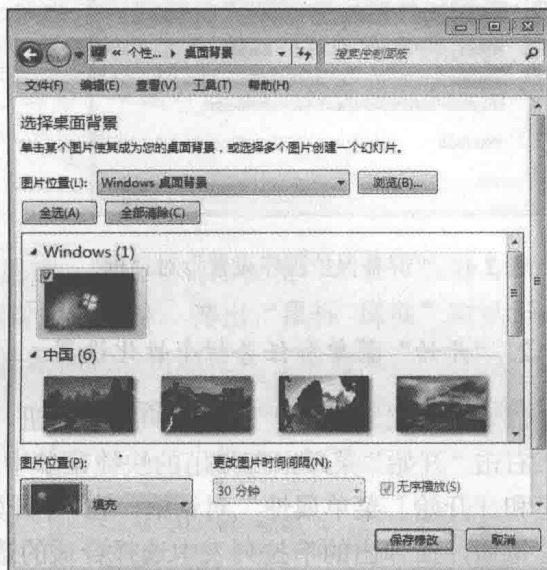 « 个性... ▸ 桌面背景 搜索控制面板
文件(F) 编辑(E) 查看(V) 工具(T) 帮助(H)
选择桌面背景
单击某个图片使其成为您的桌面背景，或选择多个图片创建一个幻灯片。
图片位置(L): Windows 桌面背景 浏览(B)...
全选(A) 全部清除(C)
Windows (1)
中国 (6)
图片位置(P): 更改图片时间间隔(N):
填充 30 分钟 无序播放(S)
保存修改 取消